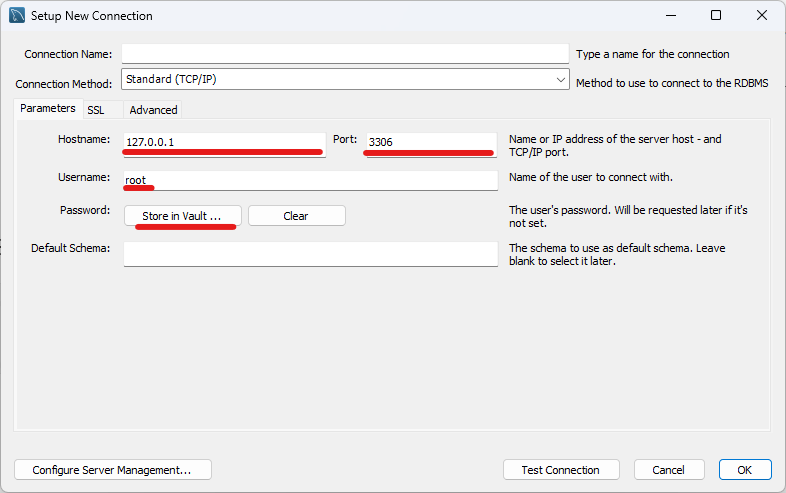 Setup New Connection
Connection Name:
Type a name for the connection
Connection Method:
Standard (TCP/IP)
Method to use to connect to the RDBMS
Parameters
SSL
Advanced
Hostname:
127.0.0.1
Port:
3306
Name or IP address of the server host - and
TCP/IP port.
Username:
root
Name of the user to connect with.
Password:
Store in Vault ...
Clear
The user's password. Will be requested later if it's
not set.
Default Schema:
The schema to use as default schema. Leave
blank to select it later.
Configure Server Management...
Test Connection
Cancel
OK